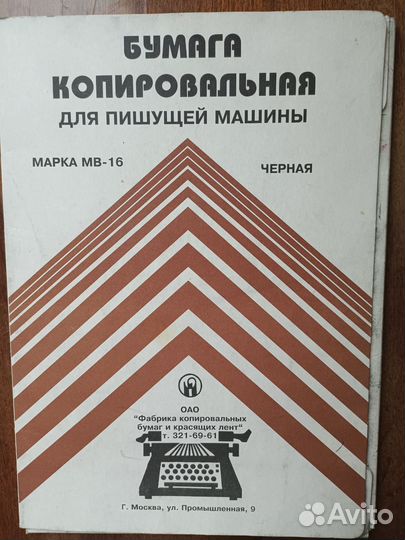 БУМАГА
КОПИРОВАЛЬНАЯ
ДЛЯ ПИШУЩЕЙ МАШИНЫ
МАРКА МВ-16
ЧЕРНАЯ
ОАО
"Фабрика копировальных
бумаг и красящих лент"
т. 321-69-61
Г. Москва, ул. Промышленная, 9
Avito